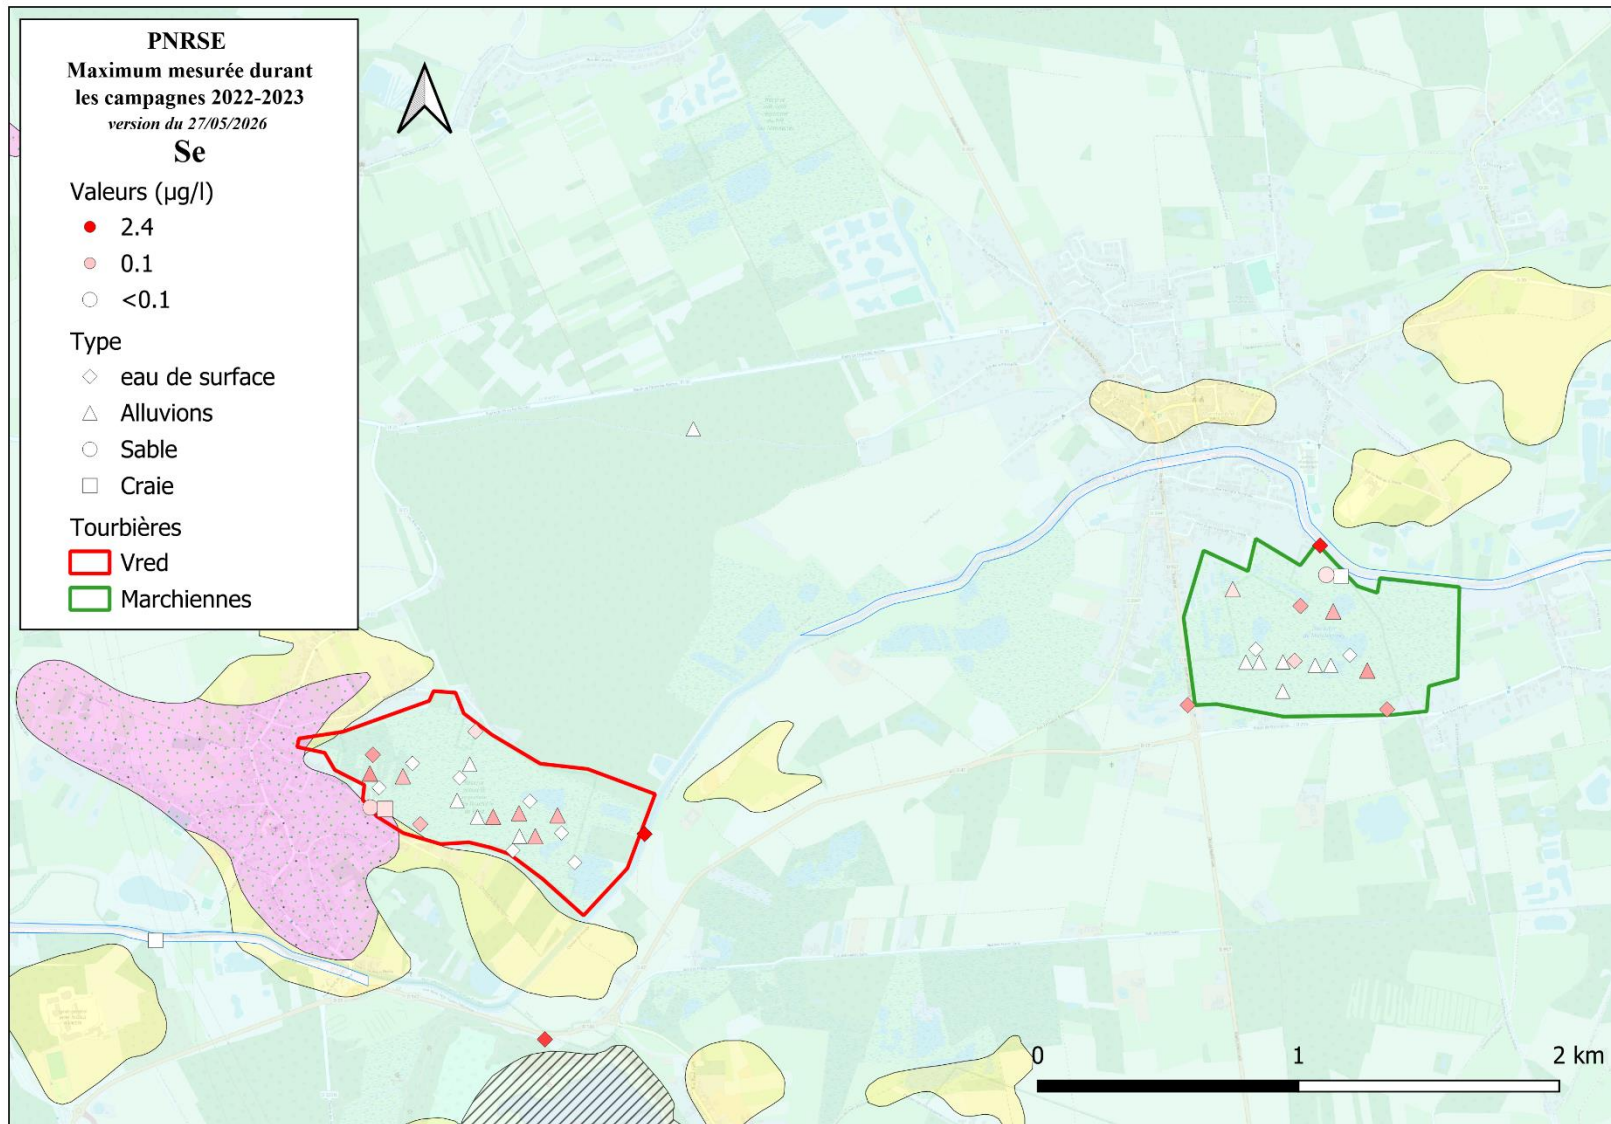 PNRSE
Maximum mesurée durant
les campagnes 2022-2023
version du 27/05/2026
Se
Valeurs (µg/l)
2.4
0.1
<0.1
Type
eau de surface
Alluvions
Sable
Craie
Tourbières
Vred
Marchiennes
0 1 2 km